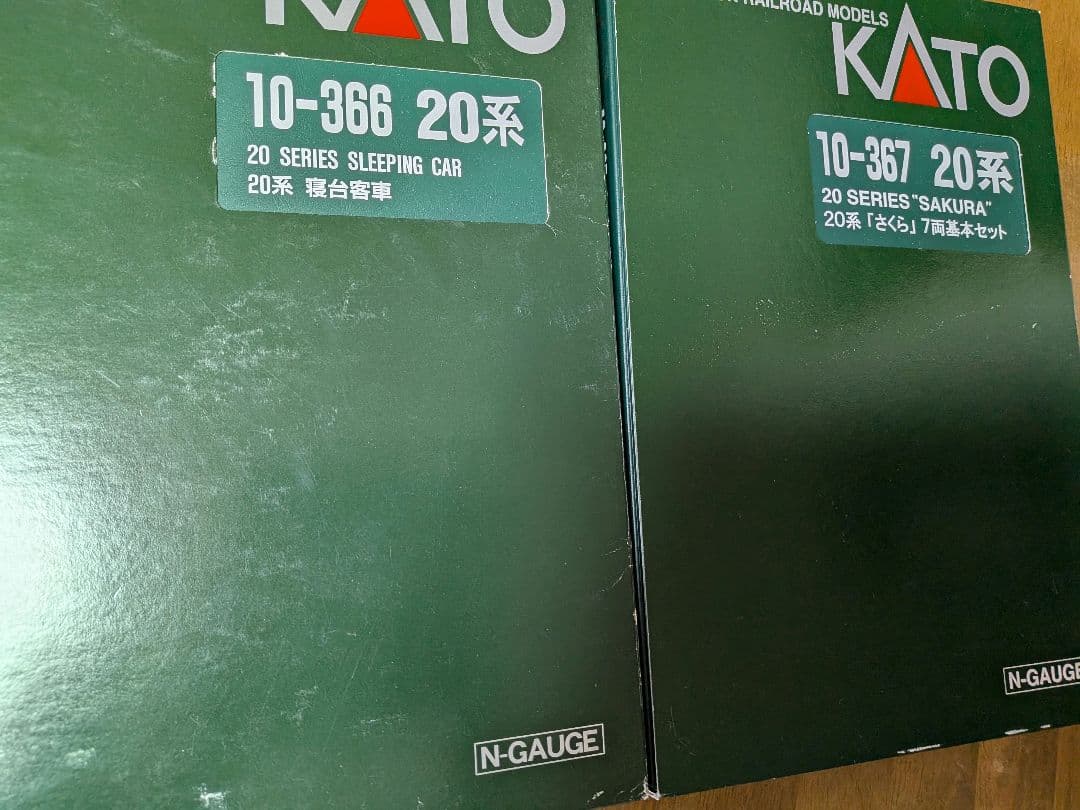 KATO
10-366 20系
20 SERIES SLEEPING CAR
20系 寝台客車
N-GAUGE
RAILROAD MODELS
KATO
10-367 20系
20 SERIES "SAKURA"
20系「さくら」7両基本セット
N-GAUGE